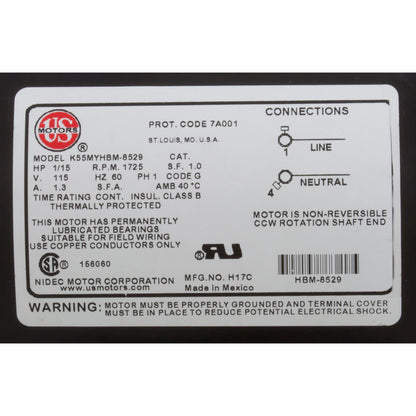 US
MOTORS
PROT. CODE 7A001
ST. LOUIS, MO. U.S.A.
MODEL K55MYHBM-8529 CAT.
HP 1/15 R.P.M. 1725 S.F. 1.0
V. 115 HZ 60 PH 1 CODE G
A. 1.3 S.F.A. AMB 40 °C
TIME RATING CONT. INSUL. CLASS B
THERMALLY PROTECTED
THIS MOTOR HAS PERMANENTLY
LUBRICATED BEARINGS
SUITABLE FOR FIELD WIRING
USE COPPER CONDUCTORS ONLY
SA 156060
NIDEC MOTOR CORPORATION
www.usmotors.com
MFG. NO. H17C
Made in Mexico
CONNECTIONS
1 LINE
4 NEUTRAL
MOTOR IS NON-REVERSIBLE
CCW ROTATION SHAFT END
HBM-8529
WARNING: MOTOR MUST BE PROPERLY GROUNDED AND TERMINAL COVER
MUST BE IN PLACE TO REDUCE POTENTIAL ELECTRICAL SHOCK.